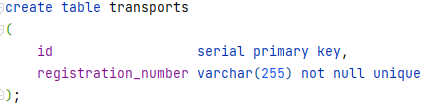 create table transports
(
    id                  serial primary key,
    registration_number varchar(255) not null unique
);